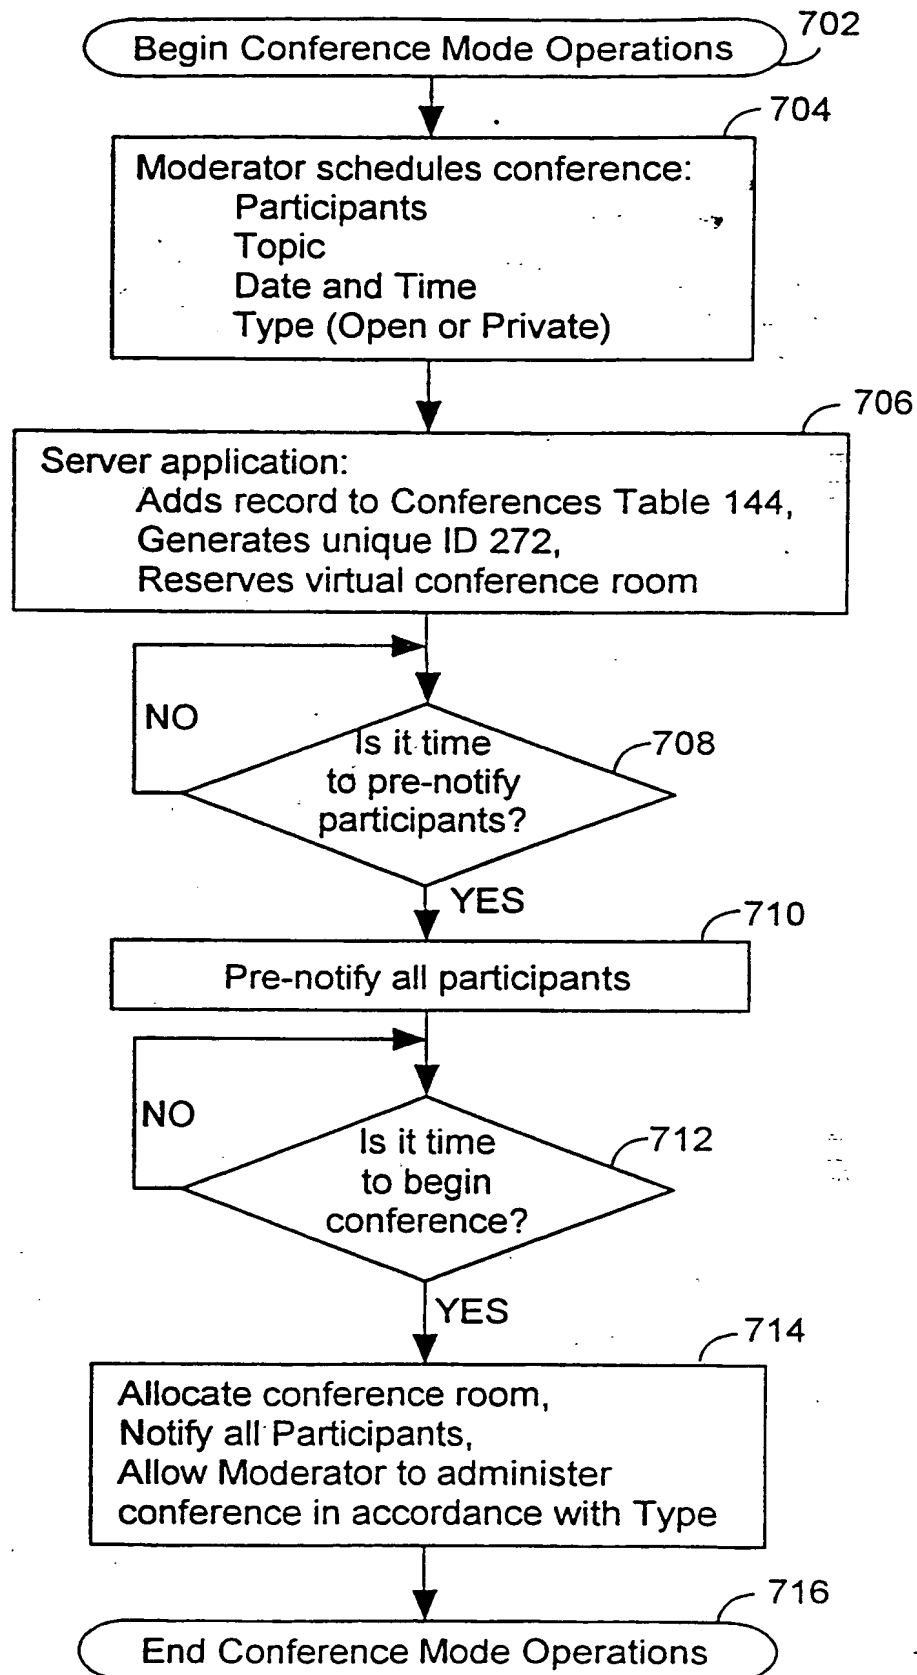 Begin Conference Mode Operations
702
704
Moderator schedules conference:
Participants
Topic
Date and Time
Type (Open or Private)
706
Server application:
Adds record to Conferences Table 144,
Generates unique ID 272,
Reserves virtual conference room
NO
Is it time
to pre-notify
participants?
708
YES
710
Pre-notify all participants
NO
Is it time
to begin
conference?
712
YES
714
Allocate conference room,
Notify all Participants,
Allow Moderator to administer
conference in accordance with Type
716
End Conference Mode Operations